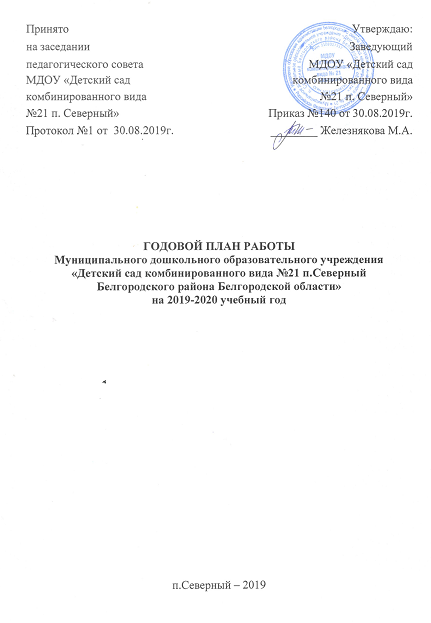 Принято
на заседании
педагогического совета
МДОУ «Детский сад
комбинированного вида
№21 п. Северный»
Протокол №1 от 30.08.2019г.
Утверждаю:
Заведующий
МДОУ «Детский сад
комбинированного вида
№21 п. Северный»
Приказ №140 от 30.08.2019г.
Железнякова М.А.
ГОДОВОЙ ПЛАН РАБОТЫ
Муниципального дошкольного образовательного учреждения
«Детский сад комбинированного вида №21 п.Северный
Белгородского района Белгородской области»
на 2019-2020 учебный год
п.Северный – 2019